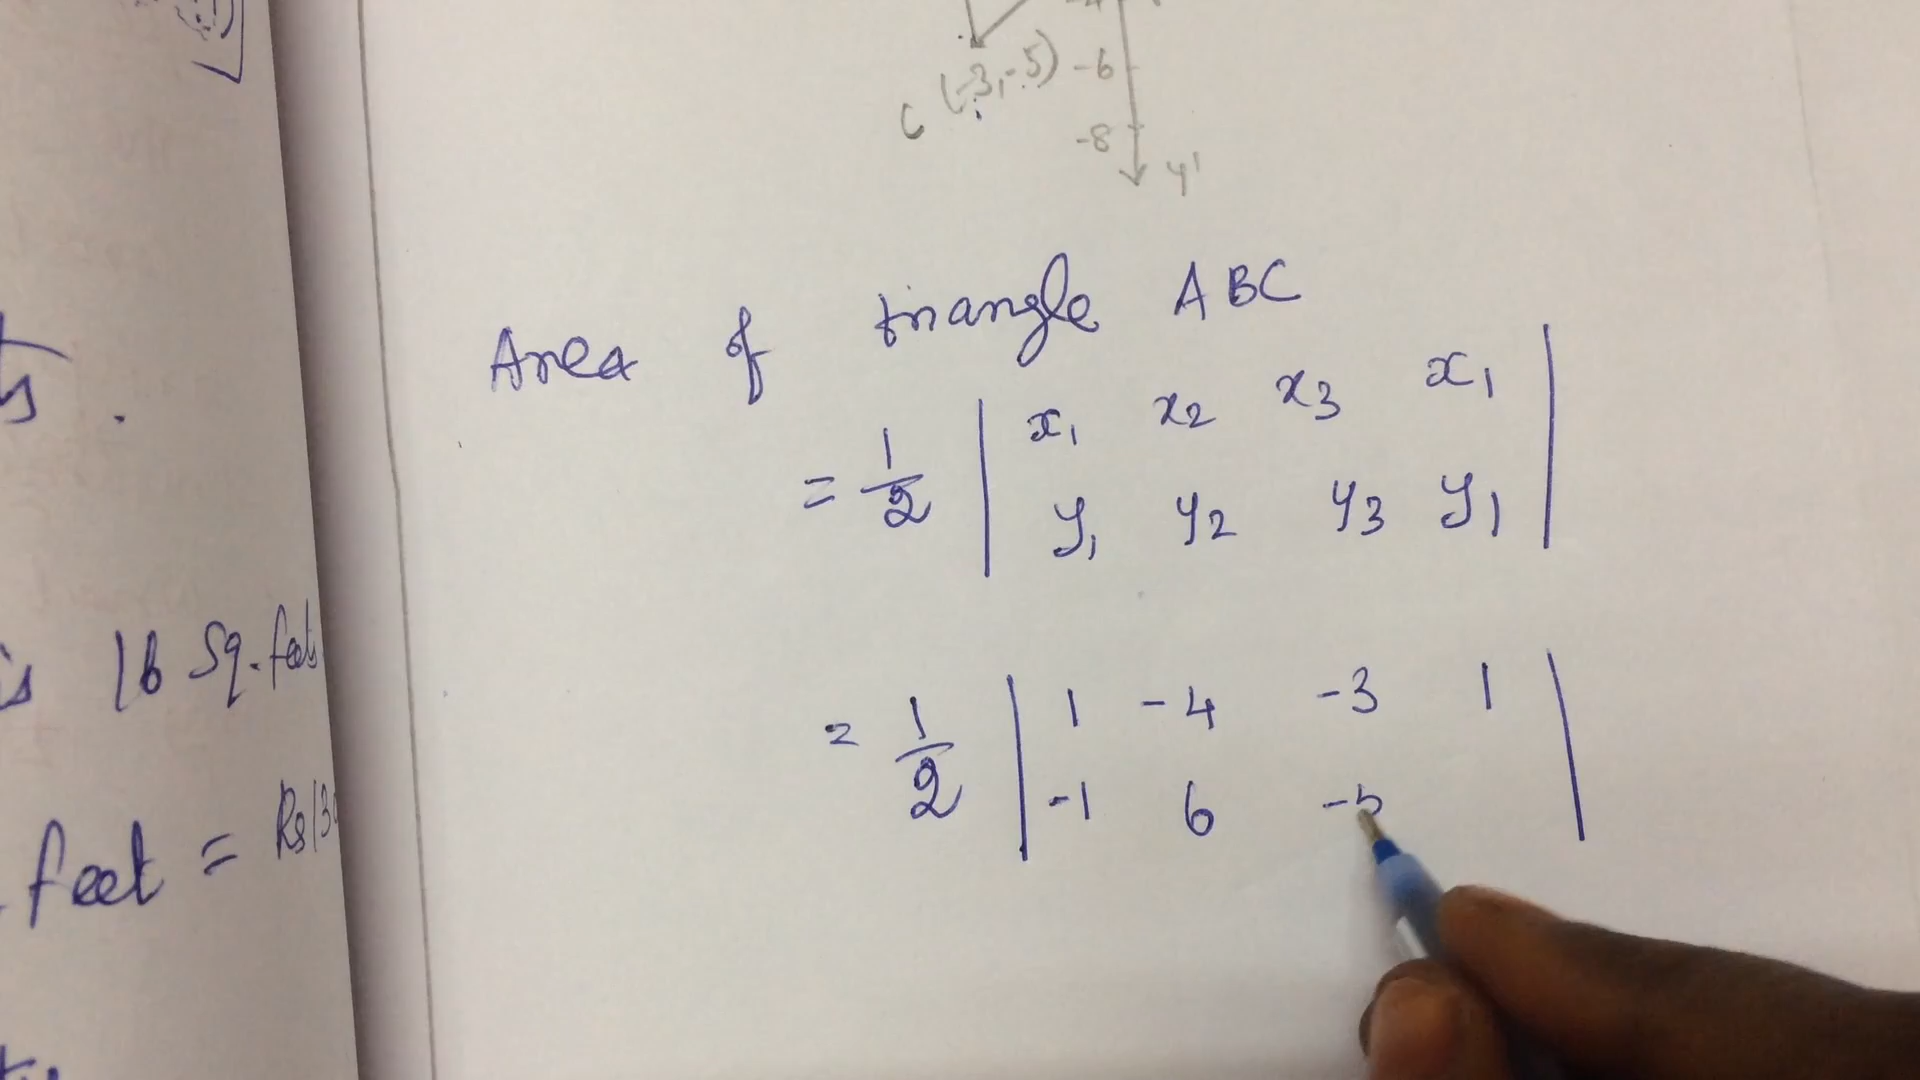 -6
(-3,-5)
C
-8
y'
Area of triangle ABC
= 1/2 | x1 x2 x3 x1 |
| y1 y2 y3 y1 |
= 1/2 | 1 -4 -3 1 |
| -1 6 -5 |
16 Sq. feet
feet =